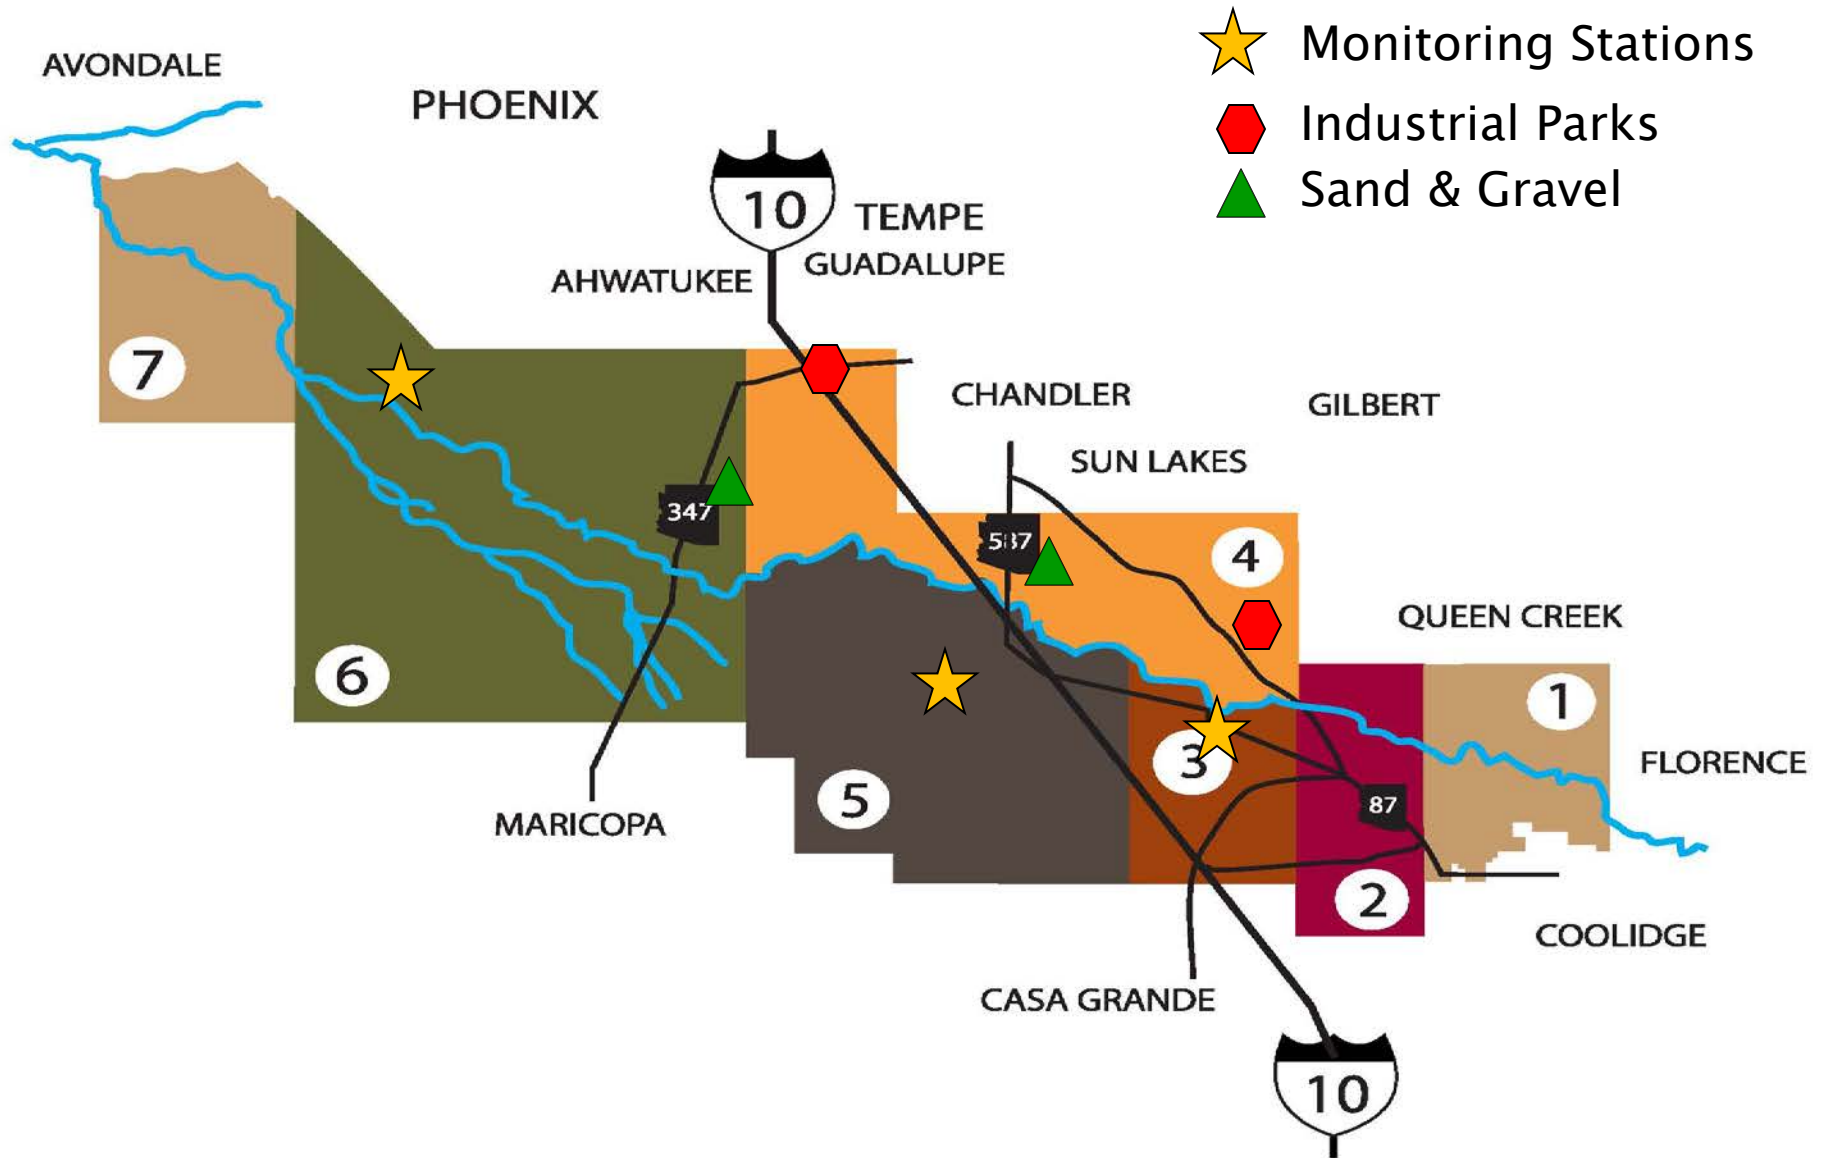 Monitoring Stations
AVONDALE
PHOENIX
Industrial Parks
Sand & Gravel
10
TEMPE
GUADALUPE
AHWATUKEE
7
CHANDLER
GILBERT
SUN LAKES
347
587
4
QUEEN CREEK
6
1
3
FLORENCE
5
87
MARICOPA
2
COOLIDGE
CASA GRANDE
10